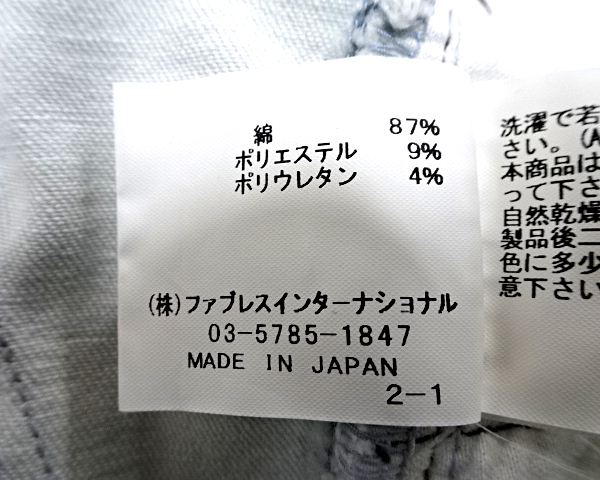 綿 87%
ポリエステル 9%
ポリウレタン 4%
(株)ファブレスインターナショナル
03-5785-1847
MADE IN JAPAN
2-1
洗濯で若
さい。(A
本商品は
って下さ
自然乾燥
製品後二
色に多少
意下さい